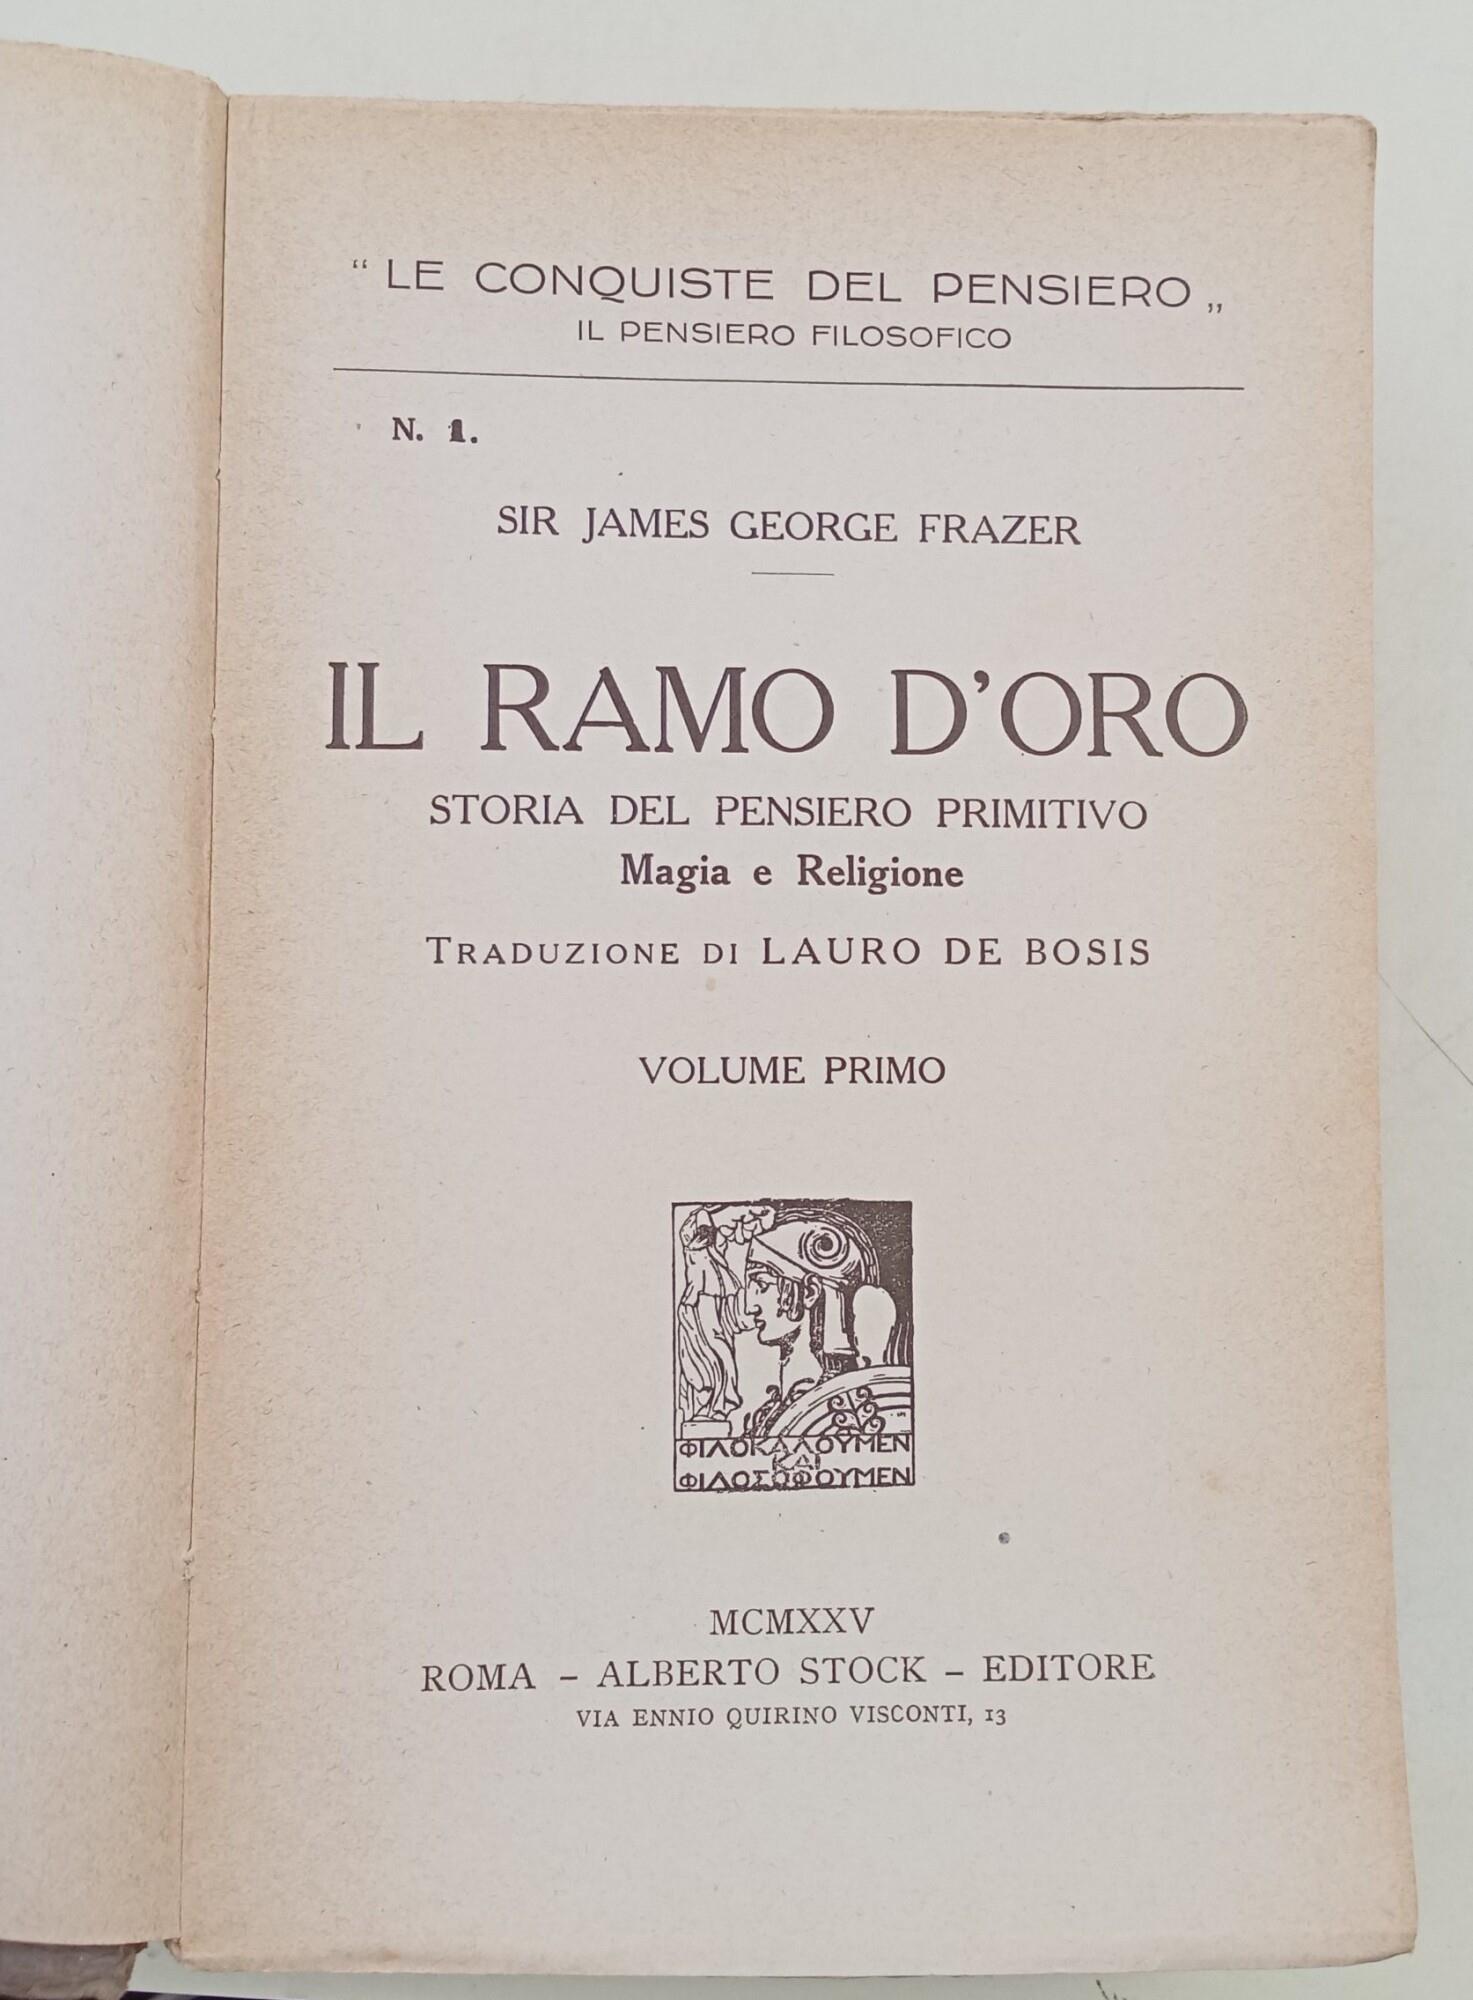 “ LE CONQUISTE DEL PENSIERO „
IL PENSIERO FILOSOFICO
N. 1.
SIR JAMES GEORGE FRAZER
IL RAMO D'ORO
STORIA DEL PENSIERO PRIMITIVO
Magia e Religione
TRADUZIONE DI LAURO DE BOSIS
VOLUME PRIMO
ΦΙΛΟΚΑΛΟΥΜΕΝ
ΚΑΙ
ΦΙΛΟΣΟΦΟΥΜΕΝ
MCMXXV
ROMA – ALBERTO STOCK – EDITORE
VIA ENNIO QUIRINO VISCONTI, 13